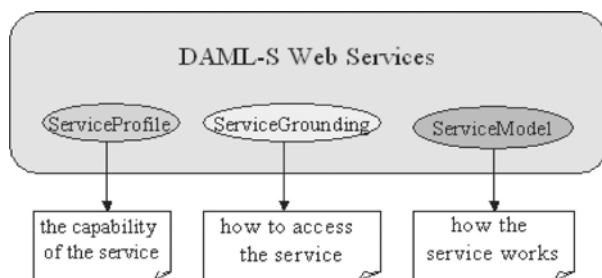 DAML-S Web Services
ServiceProfile
ServiceGrounding
ServiceModel
the capability
of the service
how to access
the service
how the
service works